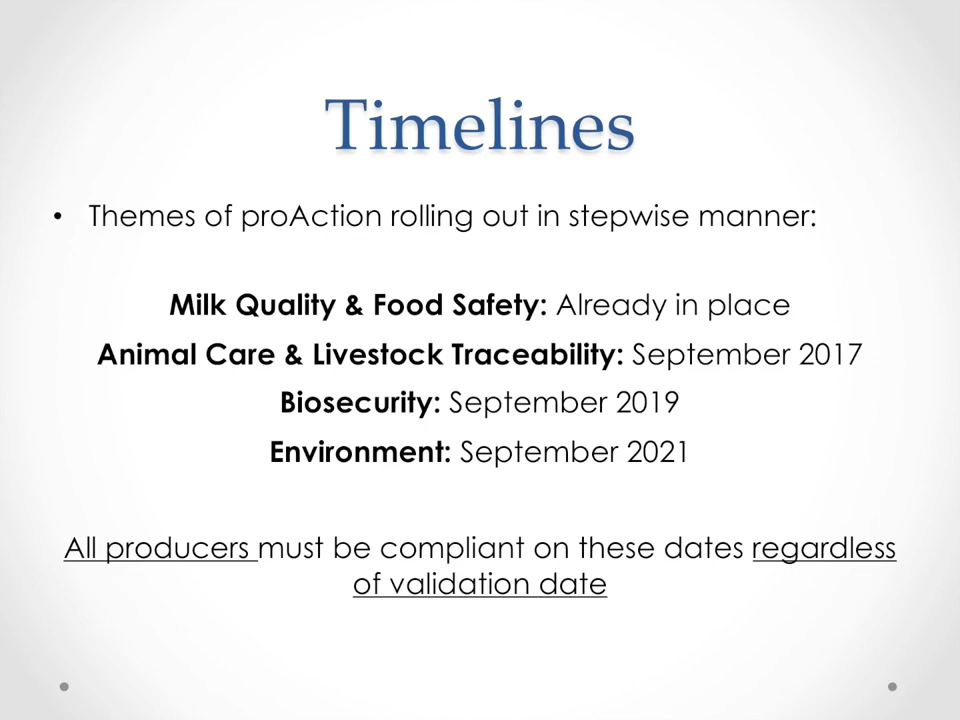 Timelines
• Themes of proAction rolling out in stepwise manner:
Milk Quality & Food Safety: Already in place
Animal Care & Livestock Traceability: September 2017
Biosecurity: September 2019
Environment: September 2021
All producers must be compliant on these dates regardless
of validation date